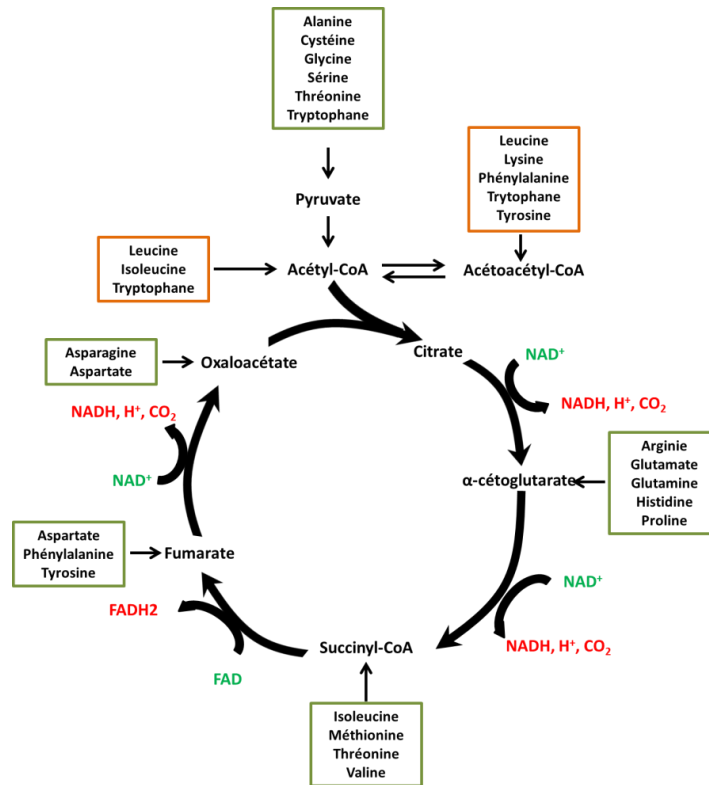 Alanine
Cystéine
Glycine
Sérine
Thréonine
Tryptophane
Leucine
Lysine
Phénylalanine
Trytophane
Tyrosine
Pyruvate
Leucine
Isoleucine
Tryptophane
Acétyl-CoA
Acétoacétyl-CoA
Asparagine
Aspartate
Oxaloacétate
Citrate
NAD⁺
NADH, H⁺, CO₂
NADH, H⁺, CO₂
NAD⁺
α-cétoglutarate
Arginie
Glutamate
Glutamine
Histidine
Proline
Aspartate
Phénylalanine
Tyrosine
Fumarate
NAD⁺
NADH, H⁺, CO₂
FADH2
FAD
Succinyl-CoA
Isoleucine
Méthionine
Thréonine
Valine